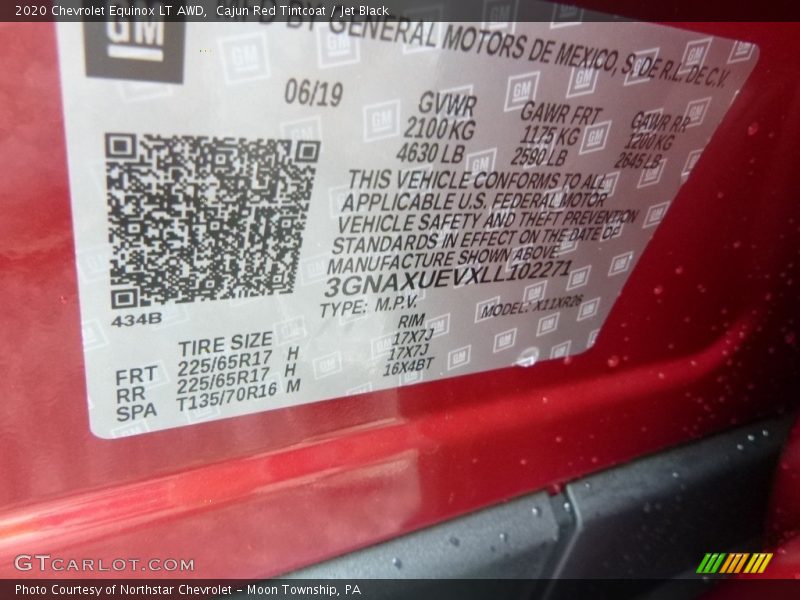 2020 Chevrolet Equinox LT AWD, Cajun Red Tintcoat / Jet Black
GM
BY GENERAL MOTORS DE MEXICO, S. DE R.L. DE C.V.
06/19
GVWR GAWR FRT GAWR RR
2100 KG 1175 KG 1200 KG
4630 LB 2590 LB 2645 LB
THIS VEHICLE CONFORMS TO ALL
APPLICABLE U.S. FEDERAL MOTOR
VEHICLE SAFETY AND THEFT PREVENTION
STANDARDS IN EFFECT ON THE DATE OF
MANUFACTURE SHOWN ABOVE
3GNAXUEVXLL102271
TYPE: M.P.V. MODEL: X11XR26
434B
TIRE SIZE RIM
FRT 225/65R17 H 17X7J
RR 225/65R17 H 17X7J
SPA T135/70R16 M 16X4BT
GTCARLOT.COM
Photo Courtesy of Northstar Chevrolet – Moon Township, PA